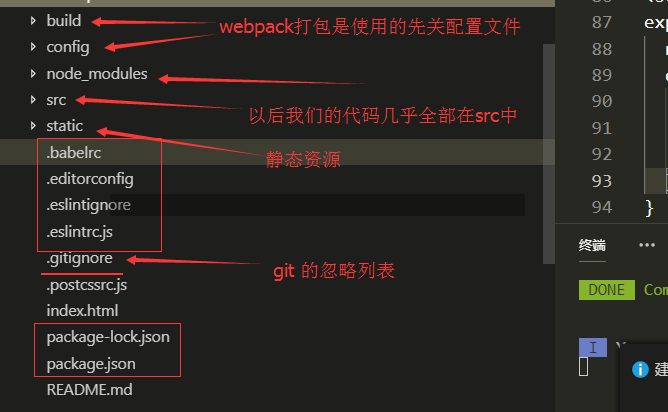 build
webpack打包是使用的先关配置文件
config
node_modules
src
以后我们的代码几乎全部在src中
static
静态资源
.babelrc
.editorconfig
.eslintignore
.eslintrc.js
.gitignore
git 的忽略列表
.postcssrc.js
index.html
package-lock.json
package.json
README.md
87
exp
88
89
90
91
92
93
94
}
终端
•••
DONE Com
I
建